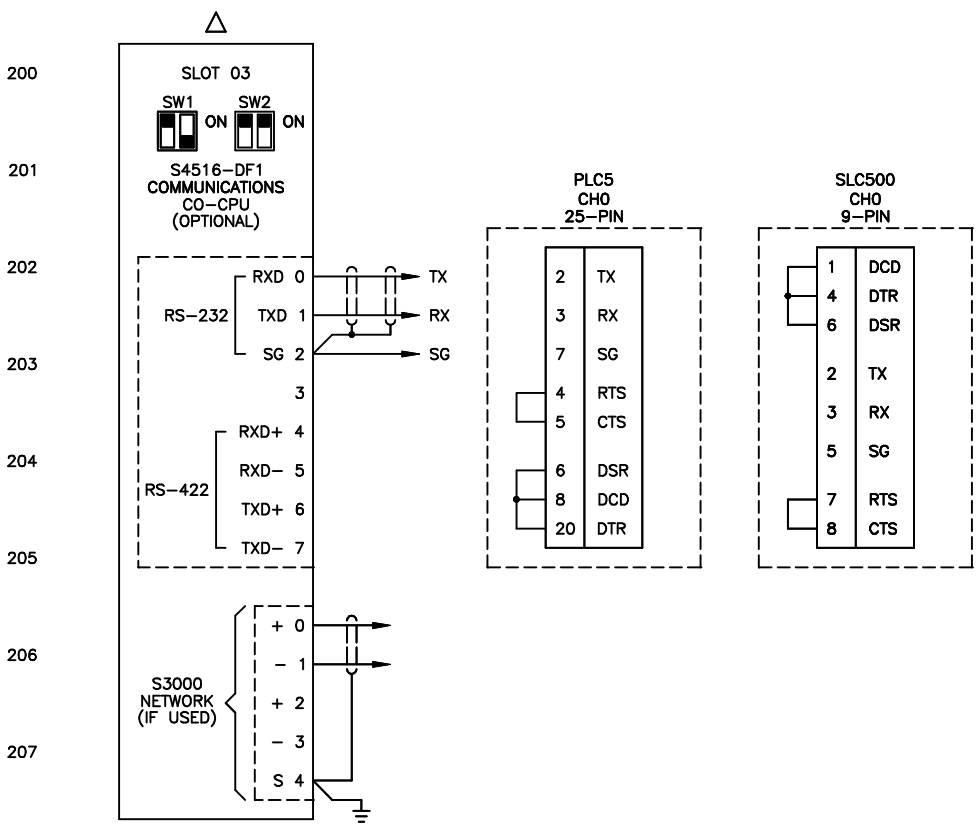 200
SLOT 03
SW1 SW2
ON ON
201
S4516-DF1
COMMUNICATIONS
CO-CPU
(OPTIONAL)
202
RS-232
RXD 0 TX
TXD 1 RX
SG 2 SG
203
3
204
RS-422
RXD+ 4
RXD- 5
TXD+ 6
TXD- 7
205
206
S3000
NETWORK
(IF USED)
+ 0
- 1
+ 2
- 3
S 4
207
PLC5
CH0
25-PIN
2 TX
3 RX
7 SG
4 RTS
5 CTS
6 DSR
8 DCD
20 DTR
SLC500
CH0
9-PIN
1 DCD
4 DTR
6 DSR
2 TX
3 RX
5 SG
7 RTS
8 CTS